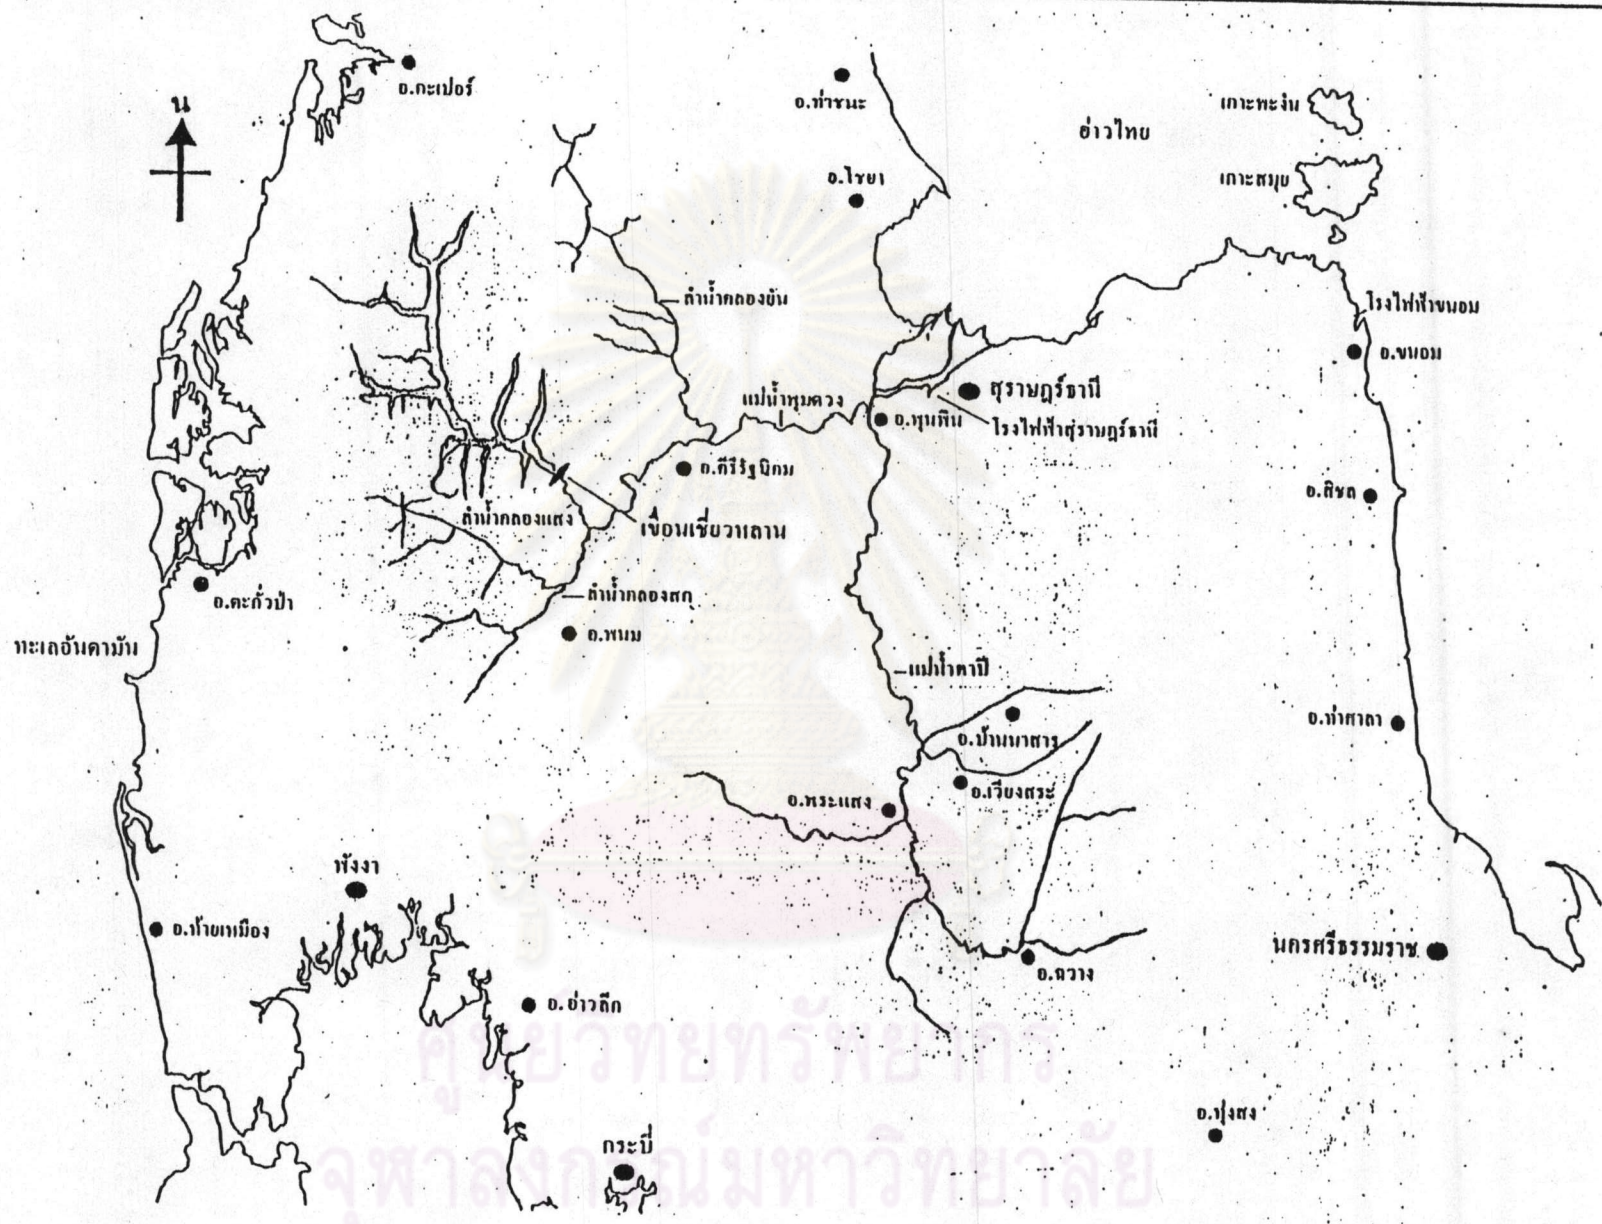 น
อ.กะเปอร์
อ.ท่าชนะ
เกาะพะงัน
อ่าวไทย
อ.ไชยา
เกาะสมุย
ลำน้ำคลองยัน
โรงไฟฟ้าขนอม
อ.ขนอม
สุราษฎร์ธานี
แม่น้ำพุมดวง
อ.พุนพิน
โรงไฟฟ้าสุราษฎร์ธานี
อ.คีรีรัฐนิคม
อ.สิชล
ลำน้ำคลองแสง
เขื่อนเชี่ยวหลาน
อ.ตะกั่วป่า
ลำน้ำคลองสก
อ.พนม
ทะเลอันดามัน
แม่น้ำตาปี
อ.ท่าศาลา
อ.บ้านนาสาร
อ.เวียงสระ
อ.พระแสง
พังงา
อ.ท้ายเหมือง
นครศรีธรรมราช
อ.ฉวาง
อ.อ่าวลึก
ศูนย์วิทยทรัพยากร
อ.ทุ่งสง
กระบี่
จุฬาลงกรณ์มหาวิทยาลัย